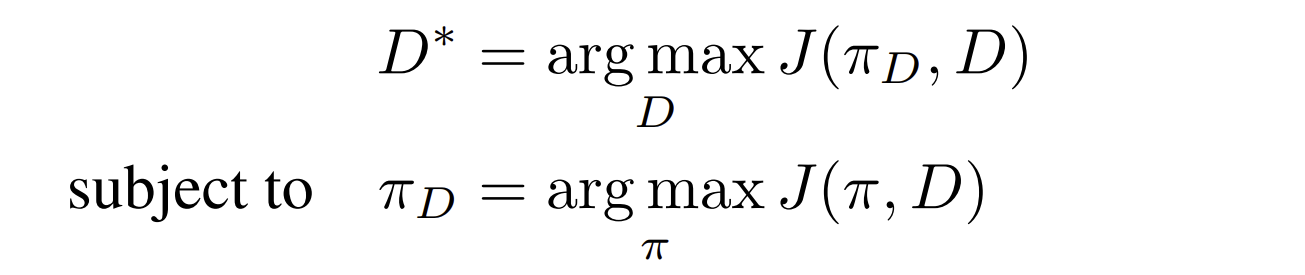 D* = arg max J(π_D, D)
D
subject to π_D = arg max J(π, D)
π